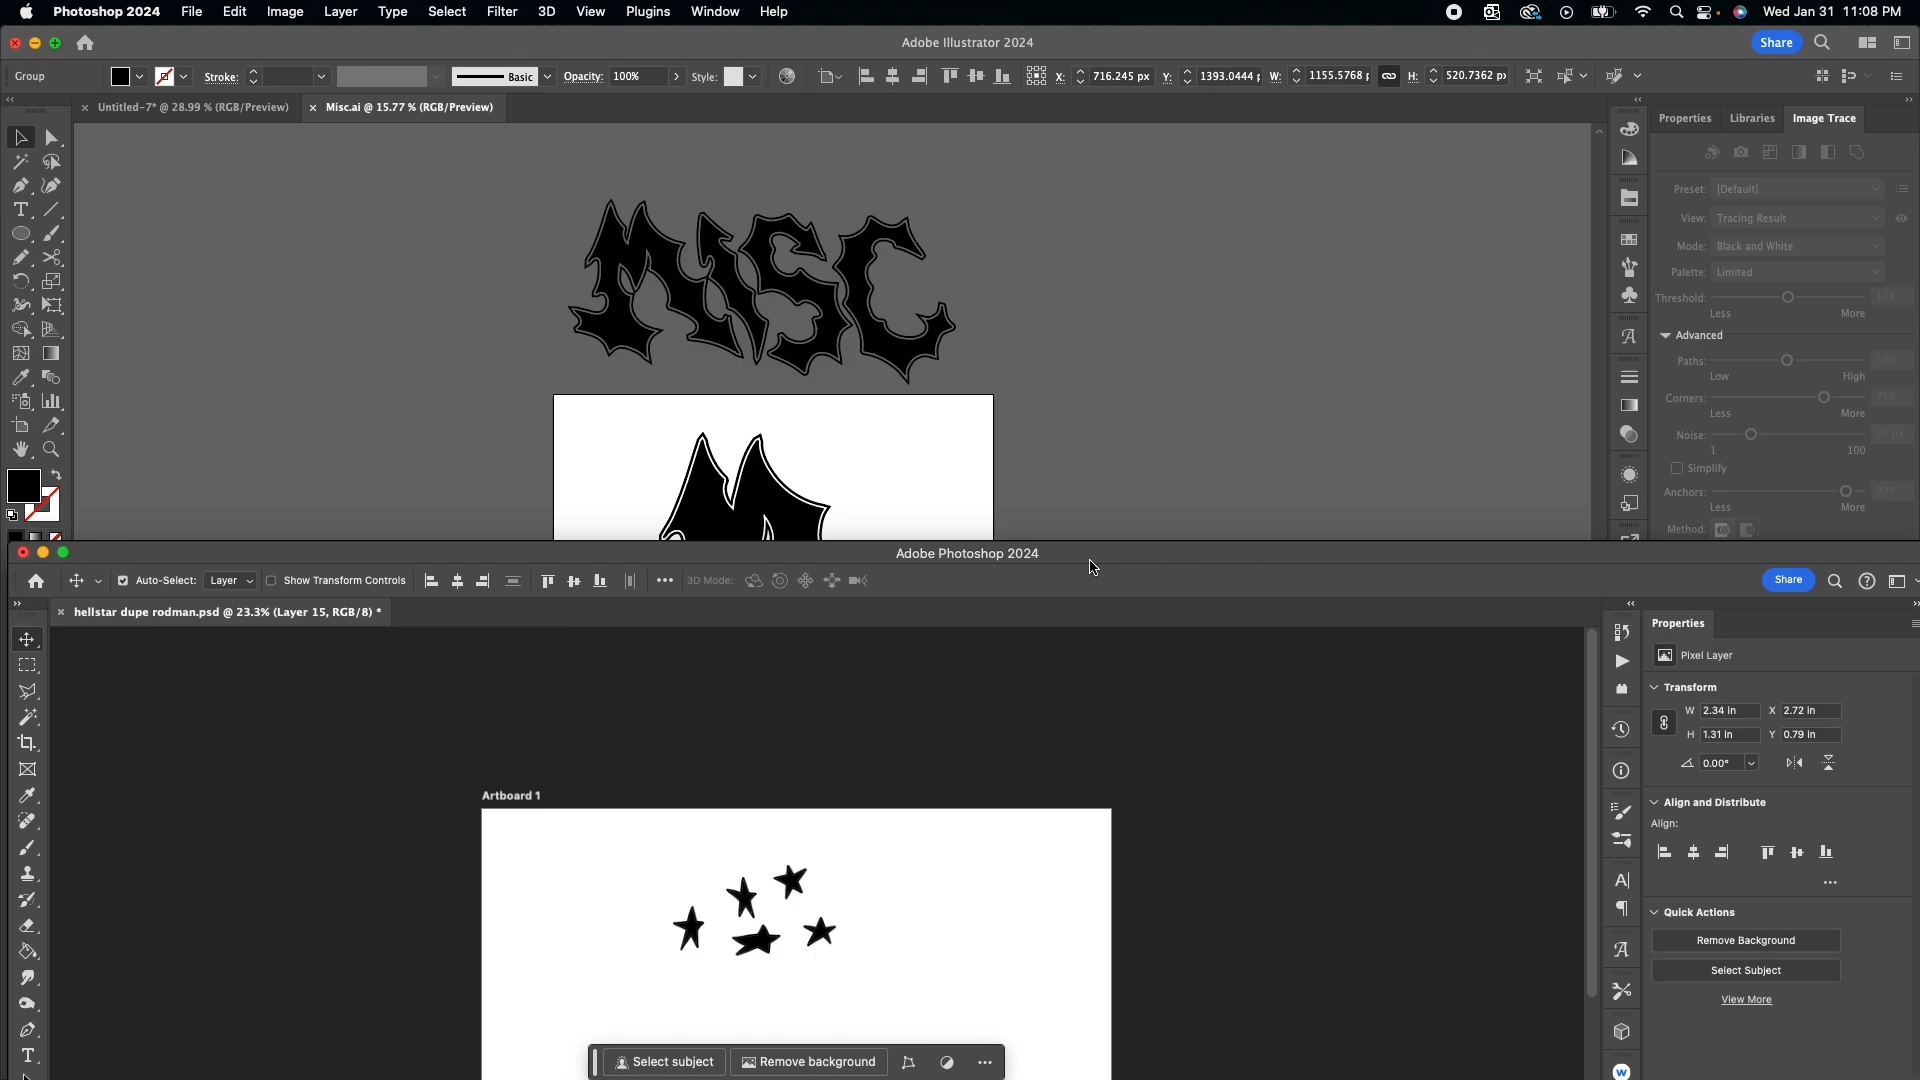 Photoshop 2024 File Edit Image Layer Type Select Filter 3D View Plugins Window Help Wed Jan 31 11:08 PM
Adobe Illustrator 2024 Share
Group Stroke: Basic Opacity: 100% Style: X: 716.245 px Y: 1393.0444 p W: 1155.5768 p H: 520.7362 px
Untitled-7* @ 28.99 % (RGB/Preview) Misc.ai @ 15.77 % (RGB/Preview)
Properties Libraries Image Trace
Preset: [Default]
View: Tracing Result
Mode: Black and White
Palette: Limited
Threshold: 128
Less More
Advanced
Paths: 50%
Low High
Corners: 75%
Less More
Noise: 25 px
1 100
Simplify
Anchors: 90%
Less More
Method:
MISC
M
Adobe Photoshop 2024
Auto-Select: Layer Show Transform Controls 3D Mode: Share
hellstar dupe rodman.psd @ 23.3% (Layer 15, RGB/8) *
Properties
Pixel Layer
Transform
W 2.34 in X 2.72 in
H 1.31 in Y 0.79 in
0.00°
Align and Distribute
Align:
Quick Actions
Remove Background
Select Subject
View More
Artboard 1
Select subject Remove background